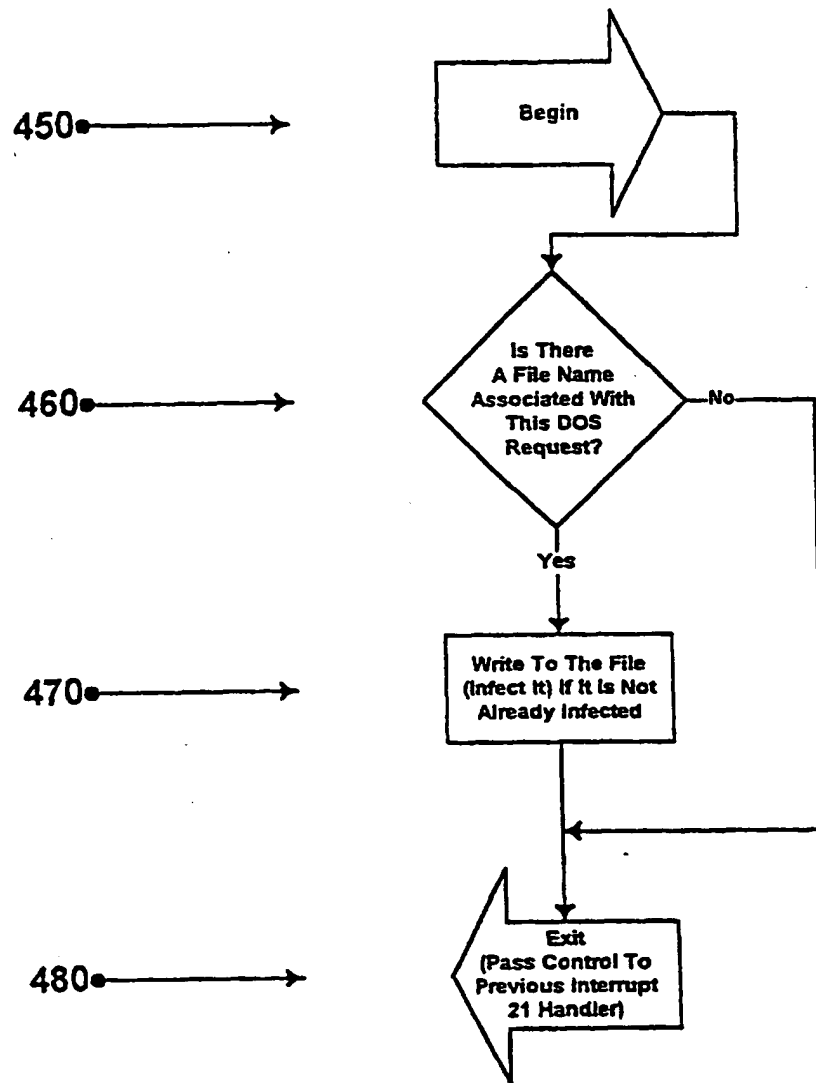 450
Begin
460
Is There
A File Name
Associated With
This DOS
Request?
No
Yes
470
Write To The File
(Infect It) If It Is Not
Already Infected
480
Exit
(Pass Control To
Previous Interrupt
21 Handler)